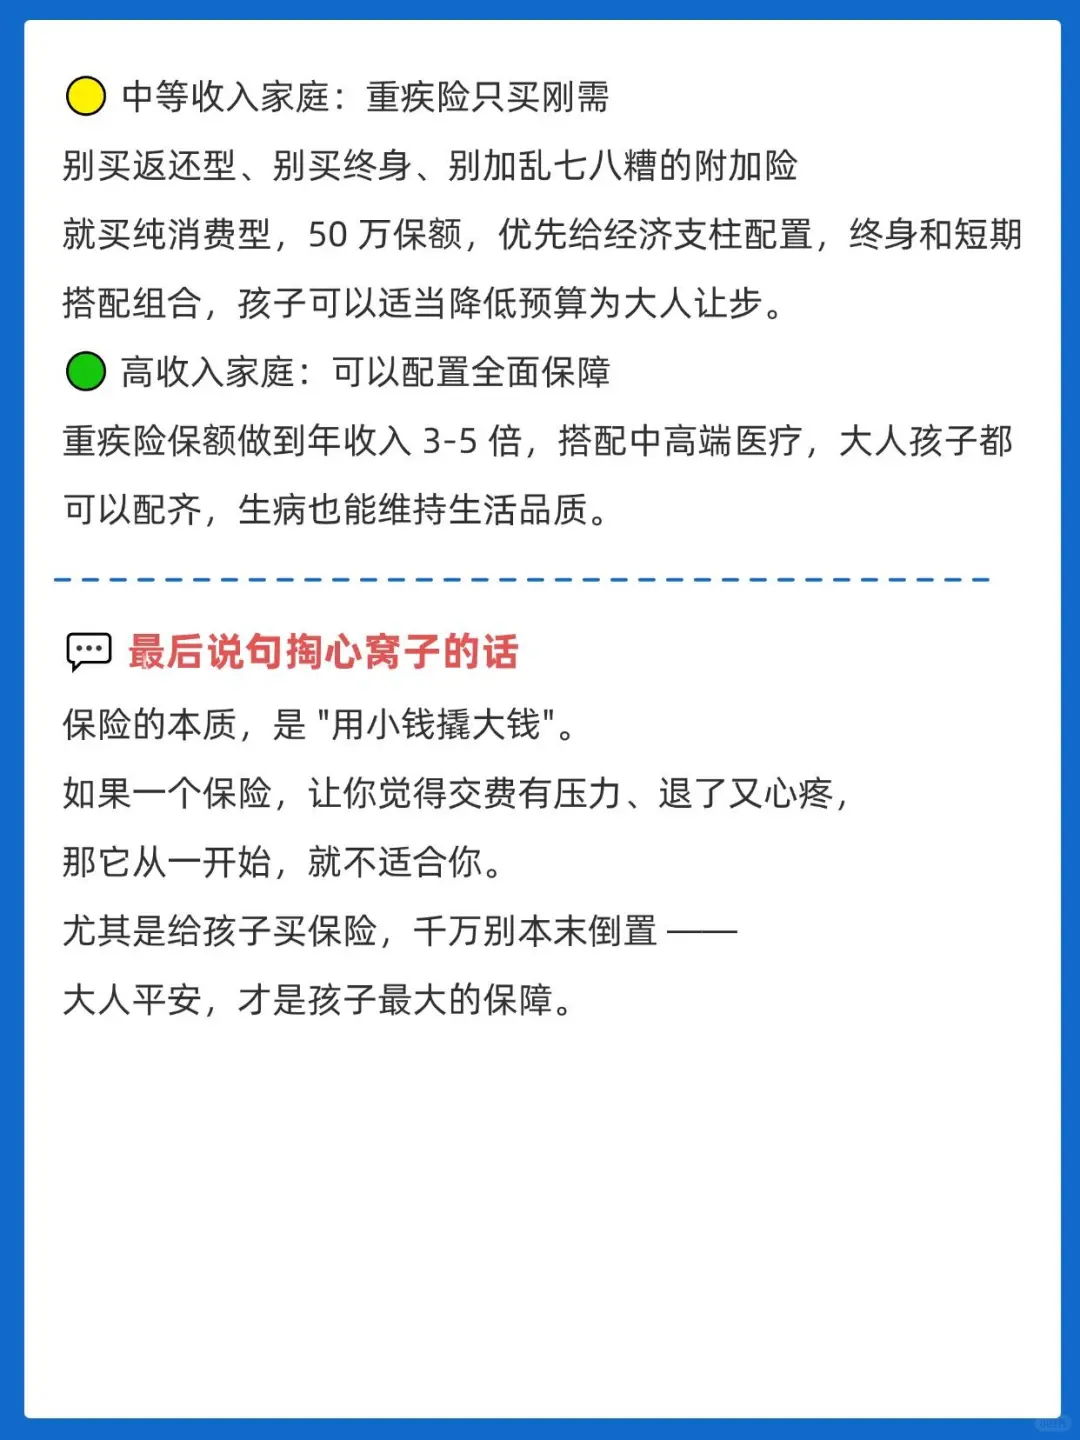 中等收入家庭：重疾险只买刚需
别买返还型、别买终身、别加乱七八糟的附加险
就买纯消费型，50 万保额，优先给经济支柱配置，终身和短期
搭配组合，孩子可以适当降低预算为大人让步。
高收入家庭：可以配置全面保障
重疾险保额做到年收入 3-5 倍，搭配中高端医疗，大人孩子都
可以配齐，生病也能维持生活品质。
最后说句掏心窝子的话
保险的本质，是 "用小钱撬大钱"。
如果一个保险，让你觉得交费有压力、退了又心疼，
那它从一开始，就不适合你。
尤其是给孩子买保险，千万别本末倒置 ——
大人平安，才是孩子最大的保障。